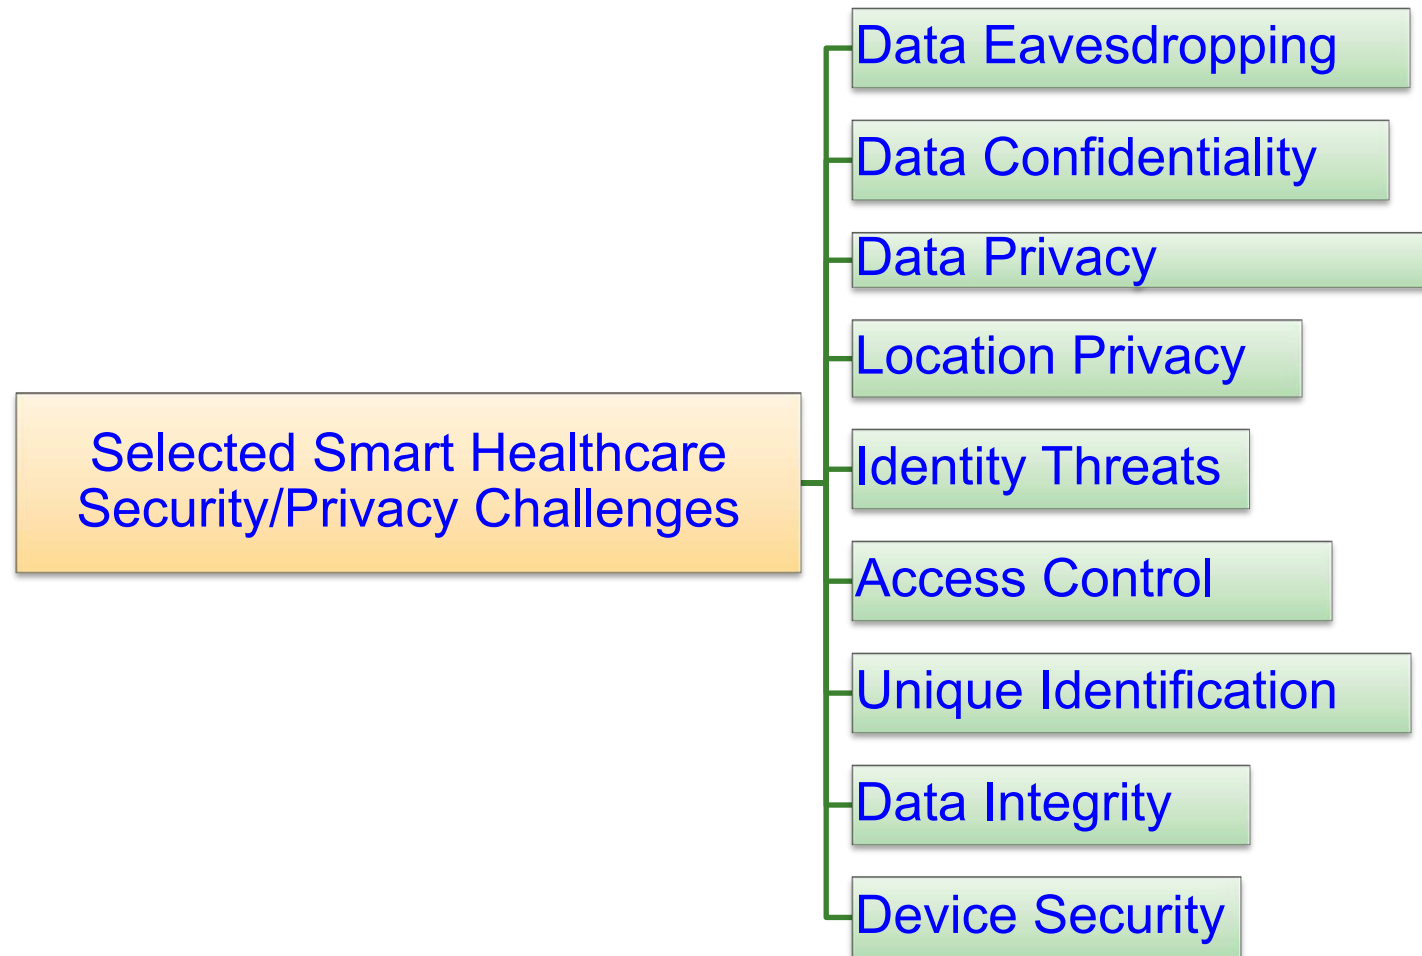 Data Eavesdropping
Data Confidentiality
Data Privacy
Location Privacy
Selected Smart Healthcare
Security/Privacy Challenges
Identity Threats
Access Control
Unique Identification
Data Integrity
Device Security